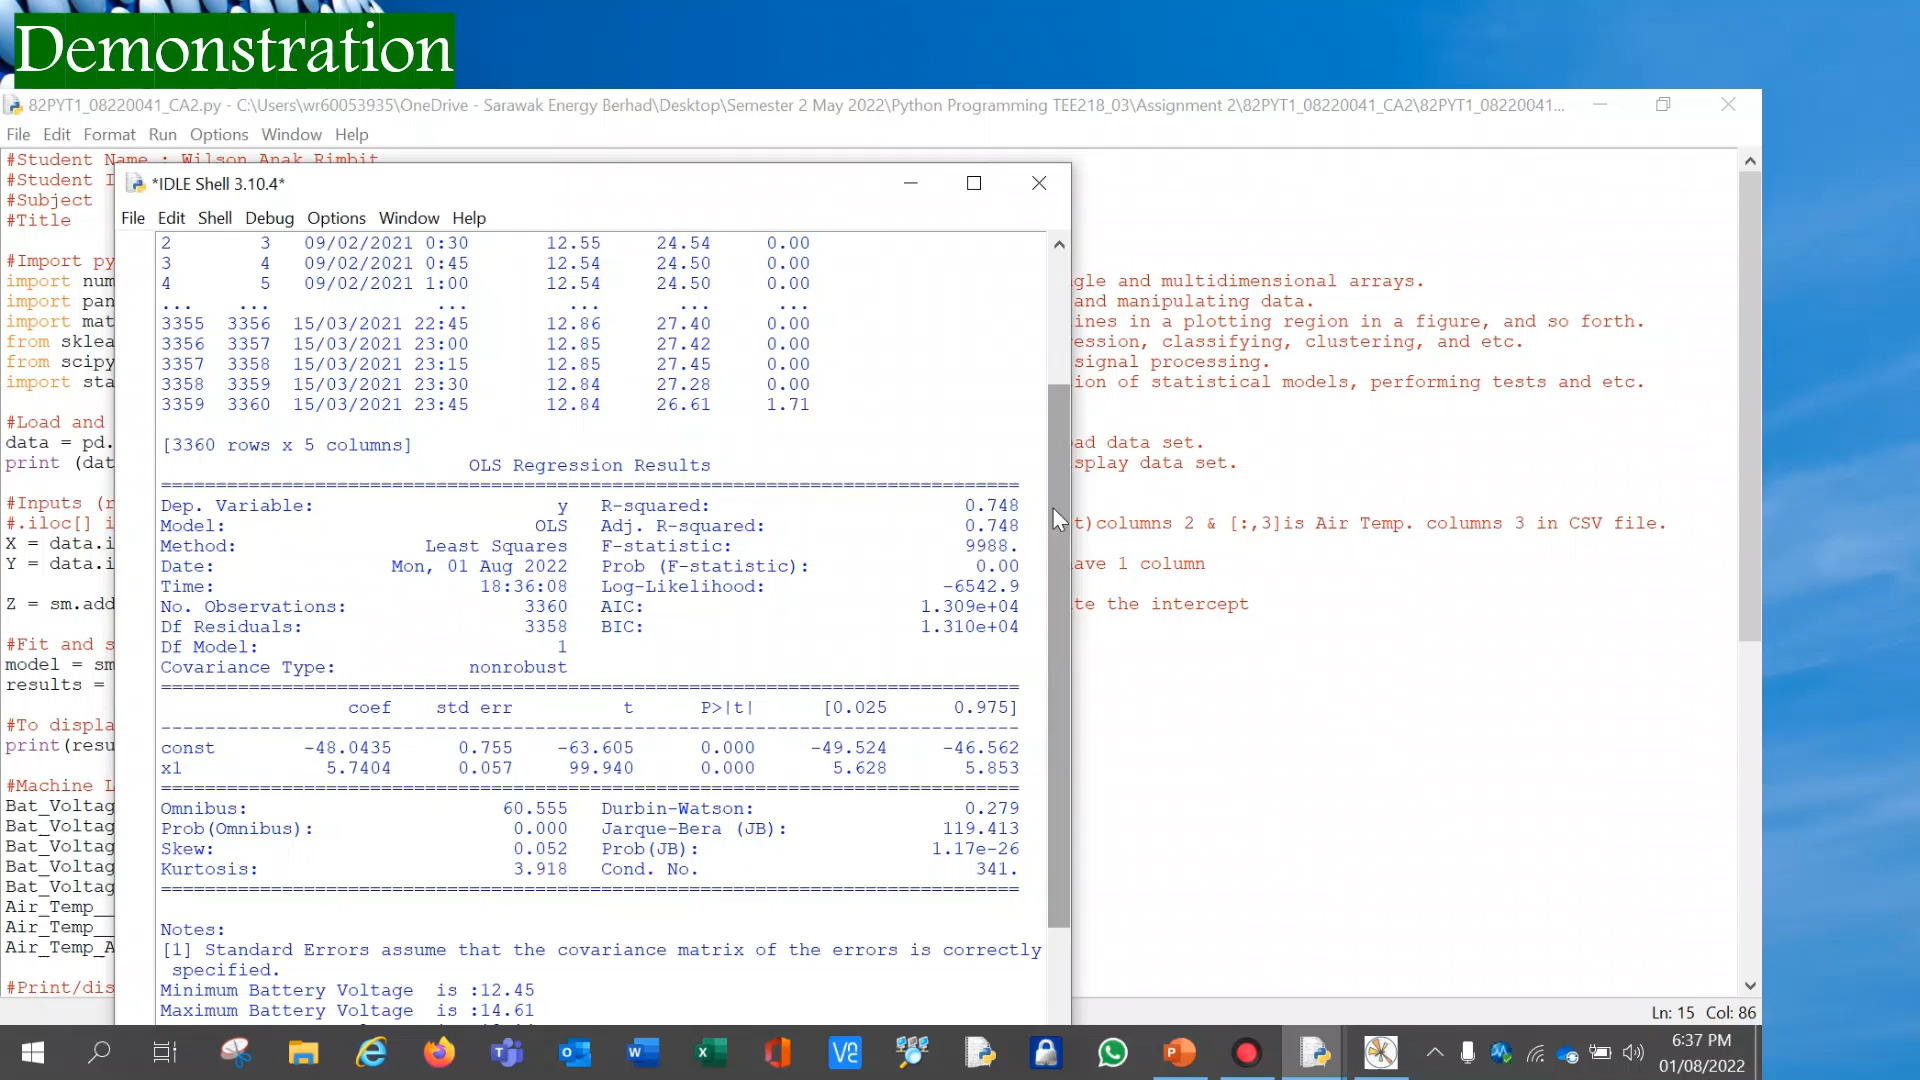 Demonstration
82PYT1_08220041_CA2.py - C:\Users\wr60053935\OneDrive - Sarawak Energy Berhad\Desktop\Semester 2 May 2022\Python Programming TEE218_03\Assignment 2\82PYT1_08220041_CA2\82PYT1_08220041...
File Edit Format Run Options Window Help
#Student Name : Wilson Anak Rimbit
#Student I
#Subject
#Title
#Import py
import num
import pan
import mat
from sklea
from scipy
import sta
#Load and
data = pd.
print (dat
#Inputs (r
#.iloc[] i
X = data.i
Y = data.i
Z = sm.add
#Fit and s
model = sm
results =
#To displa
print(resu
#Machine L
Bat_Voltag
Bat_Voltag
Bat_Voltag
Bat_Voltag
Bat_Voltag
Air_Temp__
Air_Temp__
Air_Temp_A
#Print/dis
*IDLE Shell 3.10.4*
File Edit Shell Debug Options Window Help
2 3 09/02/2021 0:30 12.55 24.54 0.00
3 4 09/02/2021 0:45 12.54 24.50 0.00
4 5 09/02/2021 1:00 12.54 24.50 0.00
... ... ... ... ... ...
3355 3356 15/03/2021 22:45 12.86 27.40 0.00
3356 3357 15/03/2021 23:00 12.85 27.42 0.00
3357 3358 15/03/2021 23:15 12.85 27.45 0.00
3358 3359 15/03/2021 23:30 12.84 27.28 0.00
3359 3360 15/03/2021 23:45 12.84 26.61 1.71
[3360 rows x 5 columns]
OLS Regression Results
==============================================================================
Dep. Variable: y R-squared: 0.748
Model: OLS Adj. R-squared: 0.748
Method: Least Squares F-statistic: 9988.
Date: Mon, 01 Aug 2022 Prob (F-statistic): 0.00
Time: 18:36:08 Log-Likelihood: -6542.9
No. Observations: 3360 AIC: 1.309e+04
Df Residuals: 3358 BIC: 1.310e+04
Df Model: 1
Covariance Type: nonrobust
==============================================================================
coef std err t P>|t| [0.025 0.975]
------------------------------------------------------------------------------
const -48.0435 0.755 -63.605 0.000 -49.524 -46.562
x1 5.7404 0.057 99.940 0.000 5.628 5.853
==============================================================================
Omnibus: 60.555 Durbin-Watson: 0.279
Prob(Omnibus): 0.000 Jarque-Bera (JB): 119.413
Skew: 0.052 Prob(JB): 1.17e-26
Kurtosis: 3.918 Cond. No. 341.
==============================================================================
Notes:
[1] Standard Errors assume that the covariance matrix of the errors is correctly
specified.
Minimum Battery Voltage is :12.45
Maximum Battery Voltage is :14.61
gle and multidimensional arrays.
and manipulating data.
ines in a plotting region in a figure, and so forth.
ession, classifying, clustering, and etc.
signal processing.
ion of statistical models, performing tests and etc.
ad data set.
splay data set.
t)columns 2 & [:,3]is Air Temp. columns 3 in CSV file.
ave 1 column
te the intercept
Ln: 15 Col: 86
6:37 PM
01/08/2022